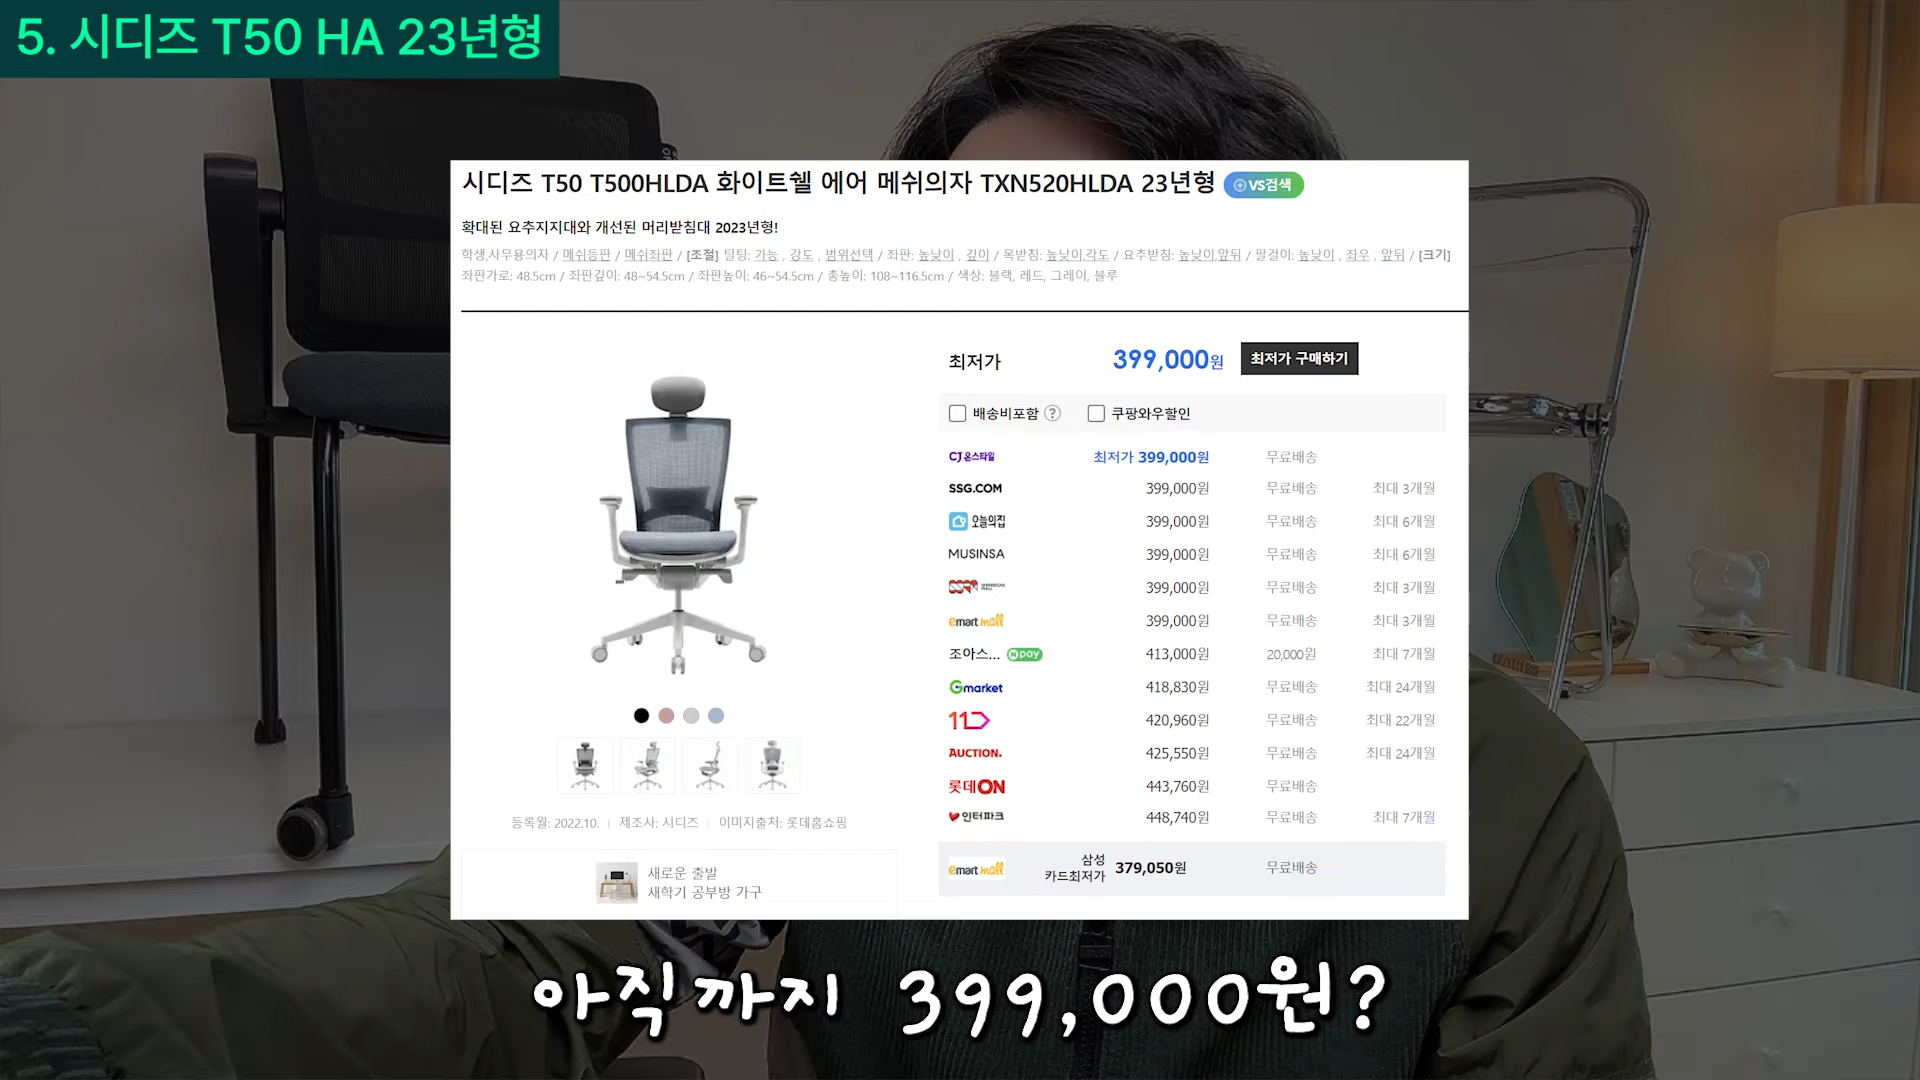 5. 시디즈 T50 HA 23년형
시디즈 T50 T500HLDA 화이트쉘 에어 메쉬의자 TXN520HLDA 23년형 VS검색
확대된 요추지지대와 개선된 머리받침대 2023년형!
학생,사무용의자 / 메쉬등판 / 메쉬좌판 / [조절] 틸팅: 가능 , 강도 , 범위선택 / 좌판: 높낮이 , 깊이 / 목받침: 높낮이,각도 / 요추받침: 높낮이,앞뒤 / 팔걸이: 높낮이 , 좌우 , 앞뒤 / [크기]
좌판가로: 48.5cm / 좌판깊이: 48~54.5cm / 좌판높이: 46~54.5cm / 총높이: 108~116.5cm / 색상: 블랙, 레드, 그레이, 블루
최저가 399,000원 최저가 구매하기
배송비포함 ? 쿠팡와우할인
CJ온스타일 최저가 399,000원 무료배송
SSG.COM 399,000원 무료배송 최대 3개월
오늘의집 399,000원 무료배송 최대 6개월
MUSINSA 399,000원 무료배송 최대 6개월
399,000원 무료배송 최대 3개월
emart mall 399,000원 무료배송 최대 3개월
조아스... N pay 413,000원 20,000원 최대 7개월
Gmarket 418,830원 무료배송 최대 24개월
11 420,960원 무료배송 최대 22개월
AUCTION. 425,550원 무료배송 최대 24개월
롯데ON 443,760원 무료배송
인터파크 448,740원 무료배송 최대 7개월
emart mall 삼성 카드최저가 379,050원 무료배송
등록월: 2022.10. 제조사: 시디즈 이미지출처: 롯데홈쇼핑
새로운 출발
새학기 공부방 가구
아직까지 399,000원?